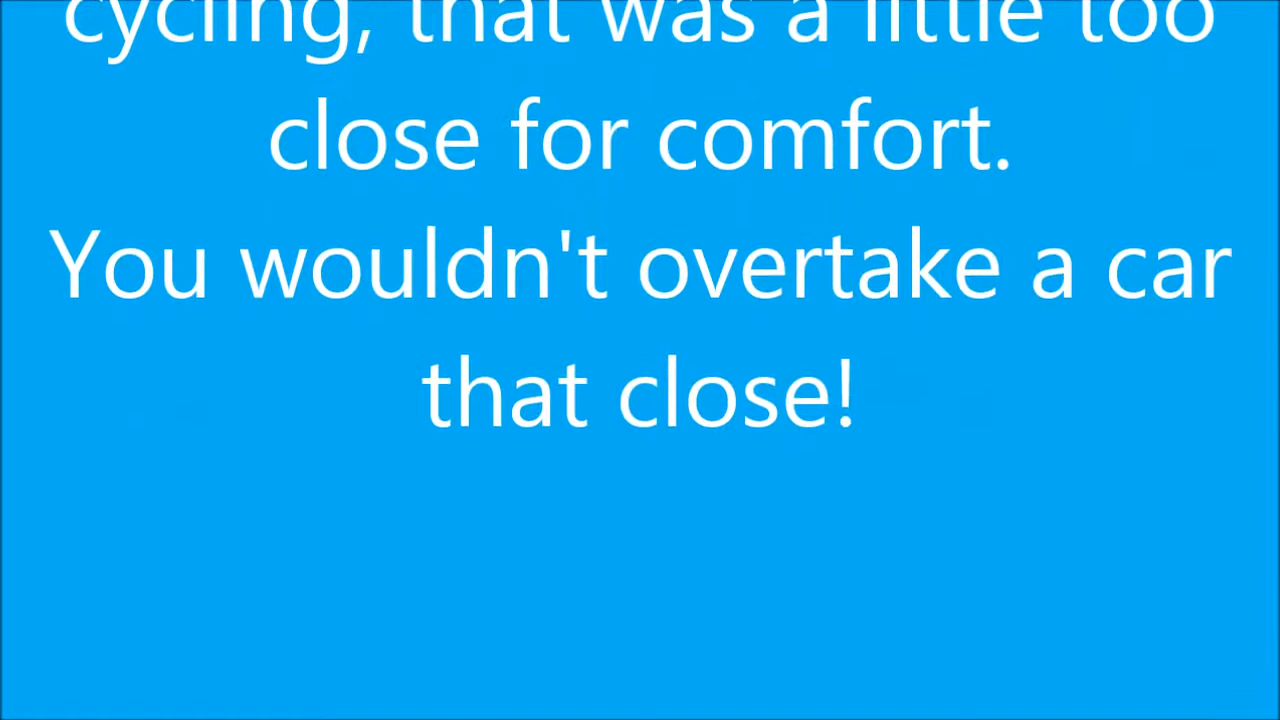 cycling, that was a little too
close for comfort.
You wouldn't overtake a car
that close!